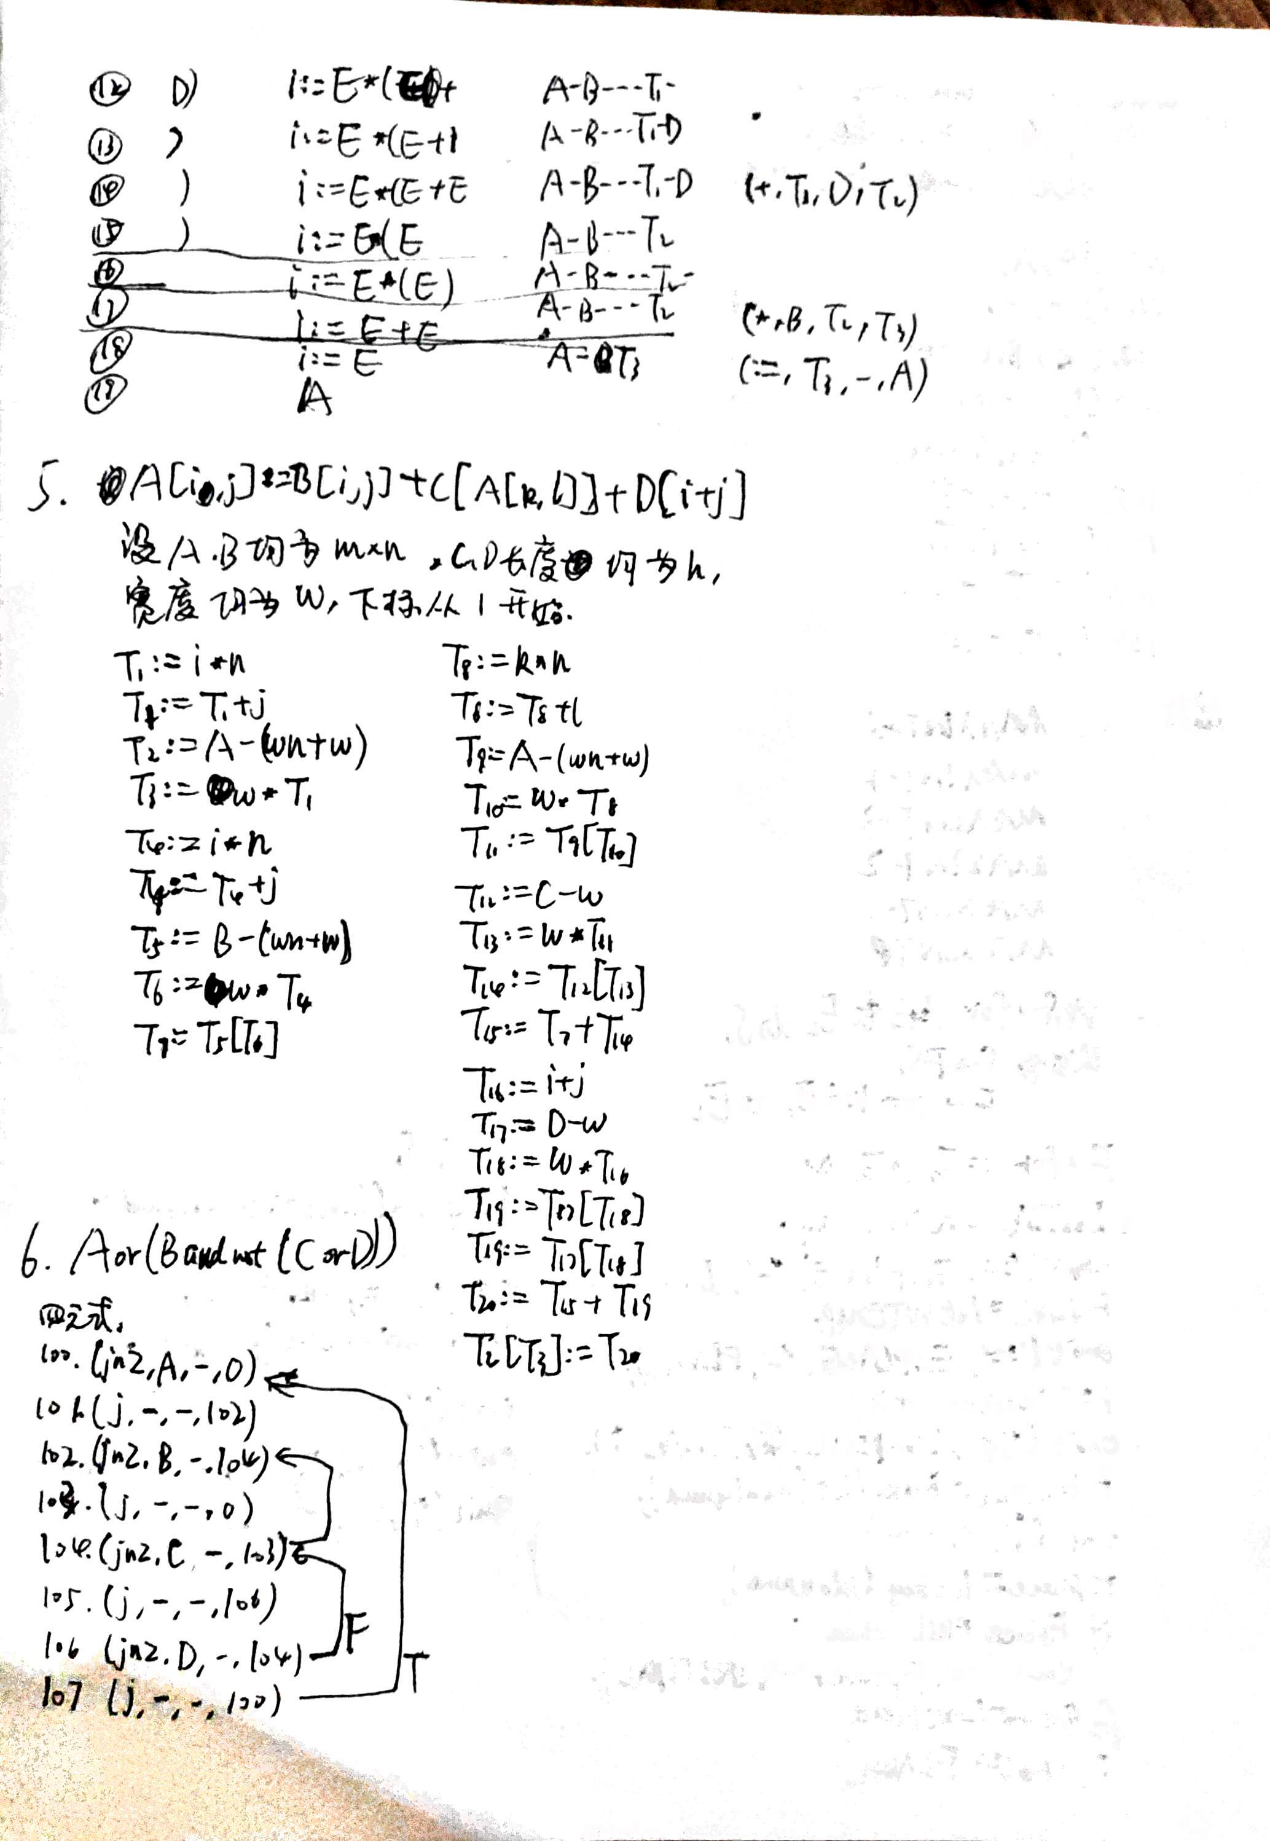 ⑫ D) i:=E*( + A-B---T₁-
⑬ ) i:=E*(E+i A-B---T₁-D
⑭ ) i:=E*(E+E A-B---T₁-D (+,T₁,D,T₂)
⑮ ) i:=E*(E A-B---T₂
⑯ i:=E*(E) A-B----T₂-
⑰ i:=E+E A-B---T₂ (*,B,T₂,T₃)
⑱ i:=E A=T₃ (:=,T₃,-,A)
⑲ A
5. A[i,j]:=B[i,j]+C[A[k,l]]+D[i+j]
设A.B均为m×n,C,D长度均为h,
宽度均为W,下标从1开始.
T₁:=i*n
T₁:=T₁+j
T₂:=A-(wn+w)
T₃:=w*T₁
T₄:=i*n
T₄:=T₄+j
T₅:=B-(wn+w)
T₆:=w*T₄
T₇:=T₅[T₆]
T₈:=k*n
T₈:=T₈+l
T₉:=A-(wn+w)
T₁₀:=W*T₈
T₁₁:=T₉[T₁₀]
T₁₂:=C-w
T₁₃:=W*T₁₁
T₁₄:=T₁₂[T₁₃]
T₁₅:=T₇+T₁₄
T₁₆:=i+j
T₁₇:=D-w
T₁₈:=W*T₁₆
T₁₉:=T₁₇[T₁₈]
T₁₉:=T₁₇[T₁₈]
T₂₀:=T₁₅+T₁₉
T₂[T₃]:=T₂₀
6. A or(B and not (C or D))
四元式.
100. (jnz,A,-,0)
101. (j,-,-,102)
102. (jnz,B,-,104)
103. (j,-,-,0)
104. (jnz,C,-,103)
105. (j,-,-,106)
106 (jnz,D,-,104) F
107 (j,-,-,100) T